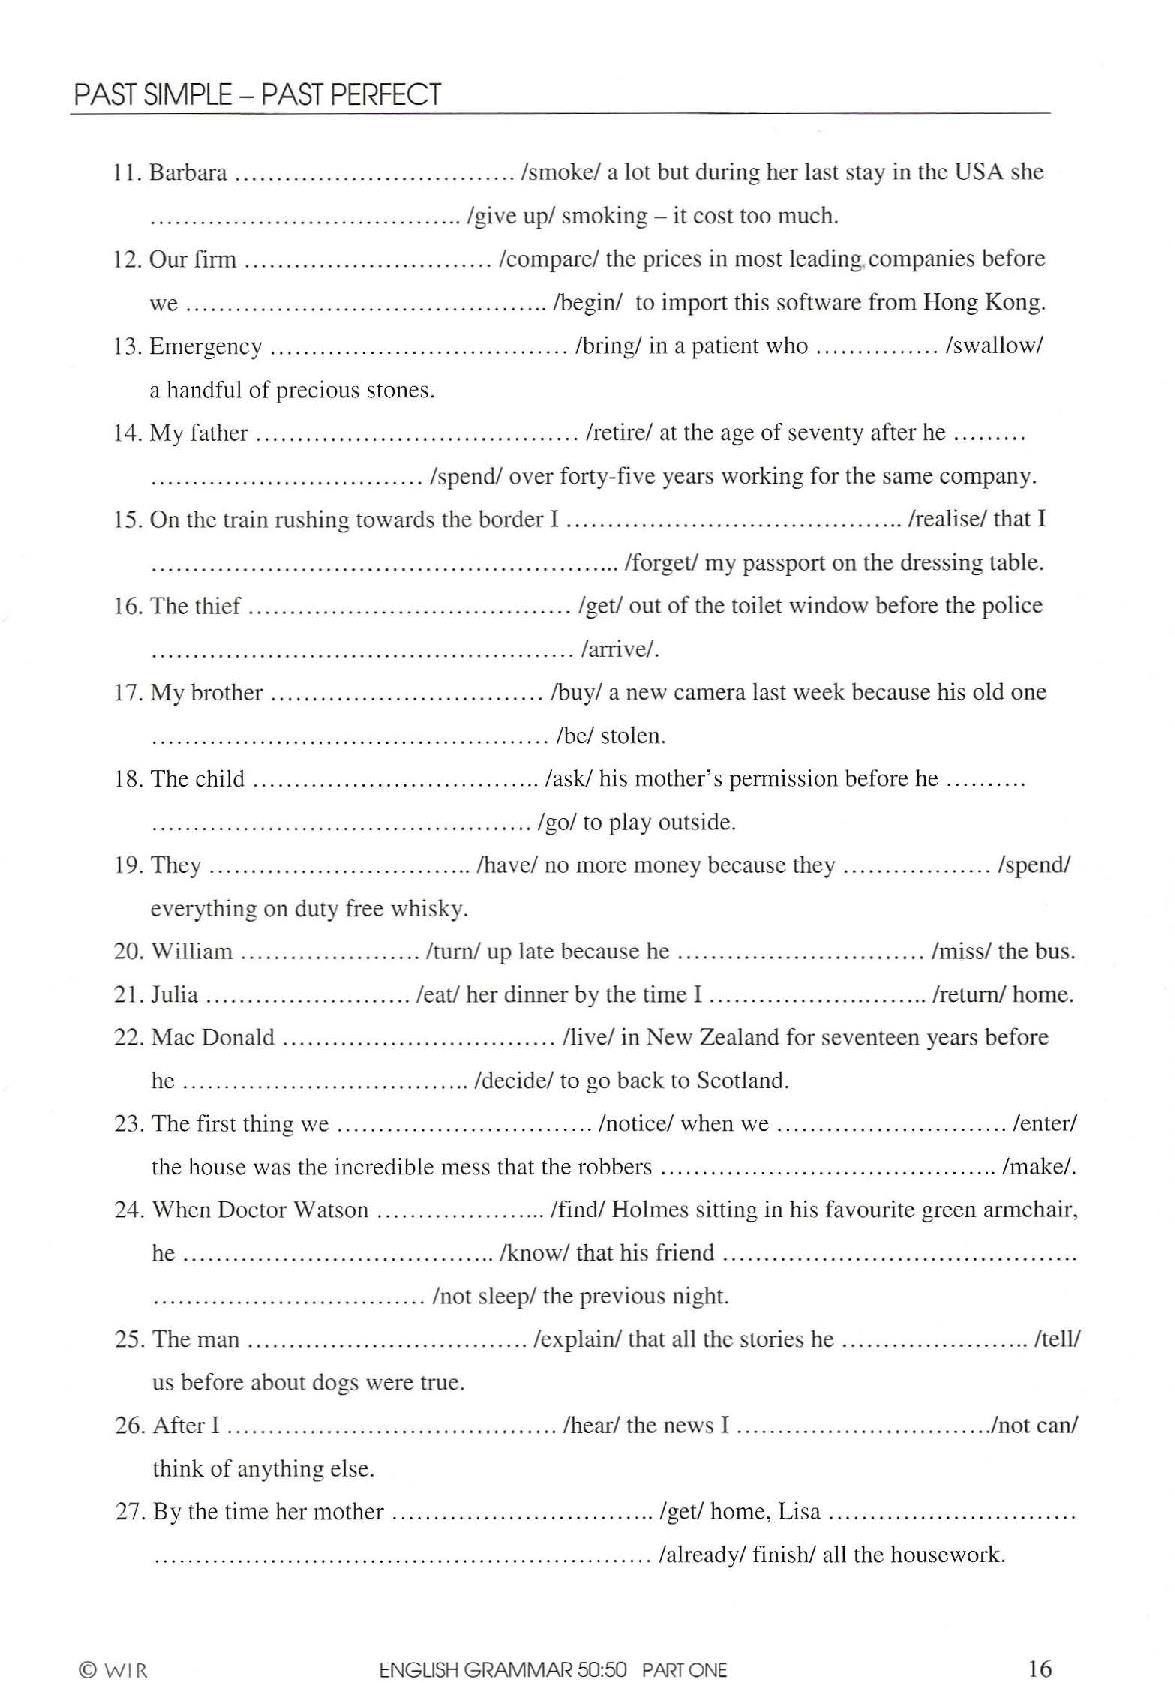 PAST SIMPLE – PAST PERFECT
11. Barbara .................................. /smoke/ a lot but during her last stay in the USA she
...................................... /give up/ smoking – it cost too much.
12. Our firm .............................. /compare/ the prices in most leading companies before
we ............................................ /begin/ to import this software from Hong Kong.
13. Emergency .................................... /bring/ in a patient who ............... /swallow/
a handful of precious stones.
14. My father ....................................... /retire/ at the age of seventy after he .........
................................. /spend/ over forty-five years working for the same company.
15. On the train rushing towards the border I ......................................... /realise/ that I
......................................................... /forget/ my passport on the dressing table.
16. The thief ....................................... /get/ out of the toilet window before the police
................................................... /arrive/.
17. My brother ................................. /buy/ a new camera last week because his old one
................................................ /be/ stolen.
18. The child ................................... /ask/ his mother's permission before he ..........
.............................................. /go/ to play outside.
19. They ................................ /have/ no more money because they .................. /spend/
everything on duty free whisky.
20. William ...................... /turn/ up late because he .............................. /miss/ the bus.
21. Julia ......................... /eat/ her dinner by the time I ........................... /return/ home.
22. Mac Donald ................................. /live/ in New Zealand for seventeen years before
he ................................... /decide/ to go back to Scotland.
23. The first thing we ............................... /notice/ when we ............................ /enter/
the house was the incredible mess that the robbers ......................................... /make/.
24. When Doctor Watson ..................... /find/ Holmes sitting in his favourite green armchair,
he ...................................... /know/ that his friend ...........................................
................................. /not sleep/ the previous night.
25. The man .................................. /explain/ that all the stories he ....................... /tell/
us before about dogs were true.
26. After I ........................................ /hear/ the news I ............................... /not can/
think of anything else.
27. By the time her mother ................................ /get/ home, Lisa ..............................
............................................................ /already/ finish/ all the housework.
© WIR ENGLISH GRAMMAR 50:50 PART ONE 16